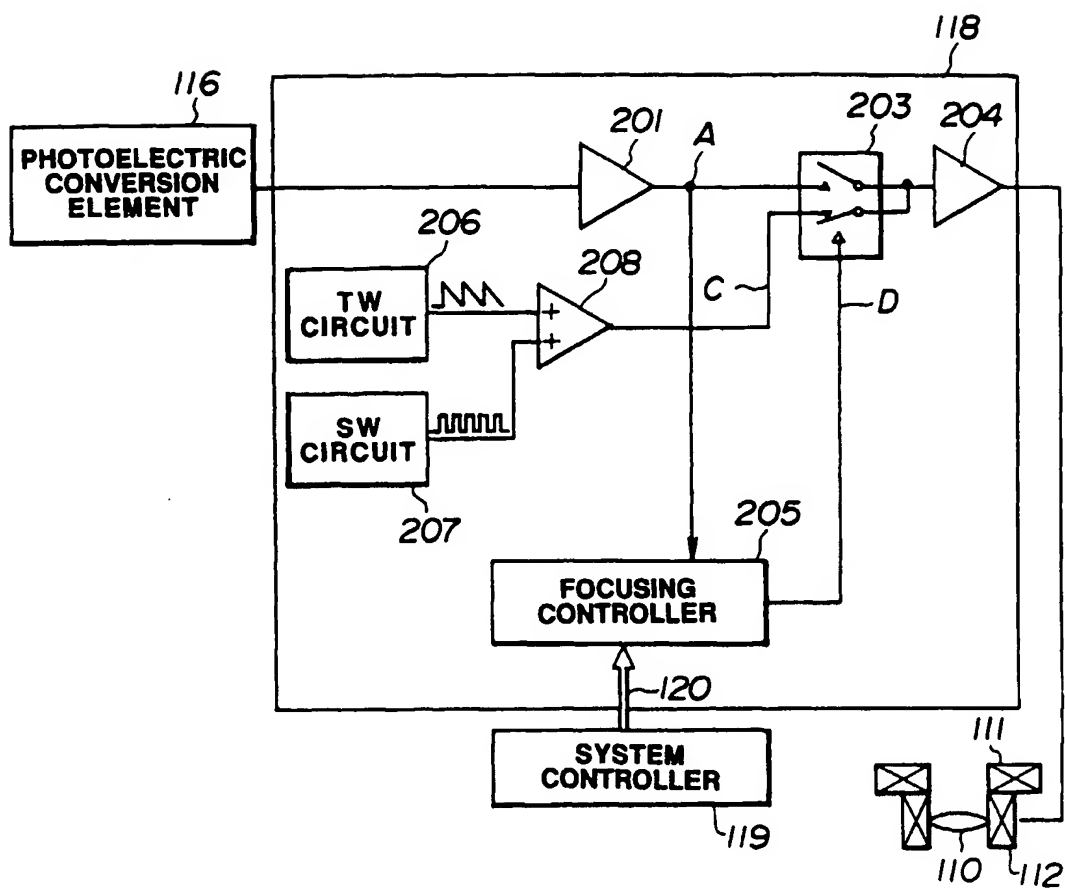 118
116
201
A
203
204
PHOTOELECTRIC
CONVERSION
ELEMENT
206
208
TW
CIRCUIT
+
+
C
D
SW
CIRCUIT
207
205
FOCUSING
CONTROLLER
120
SYSTEM
CONTROLLER
119
111
110
112